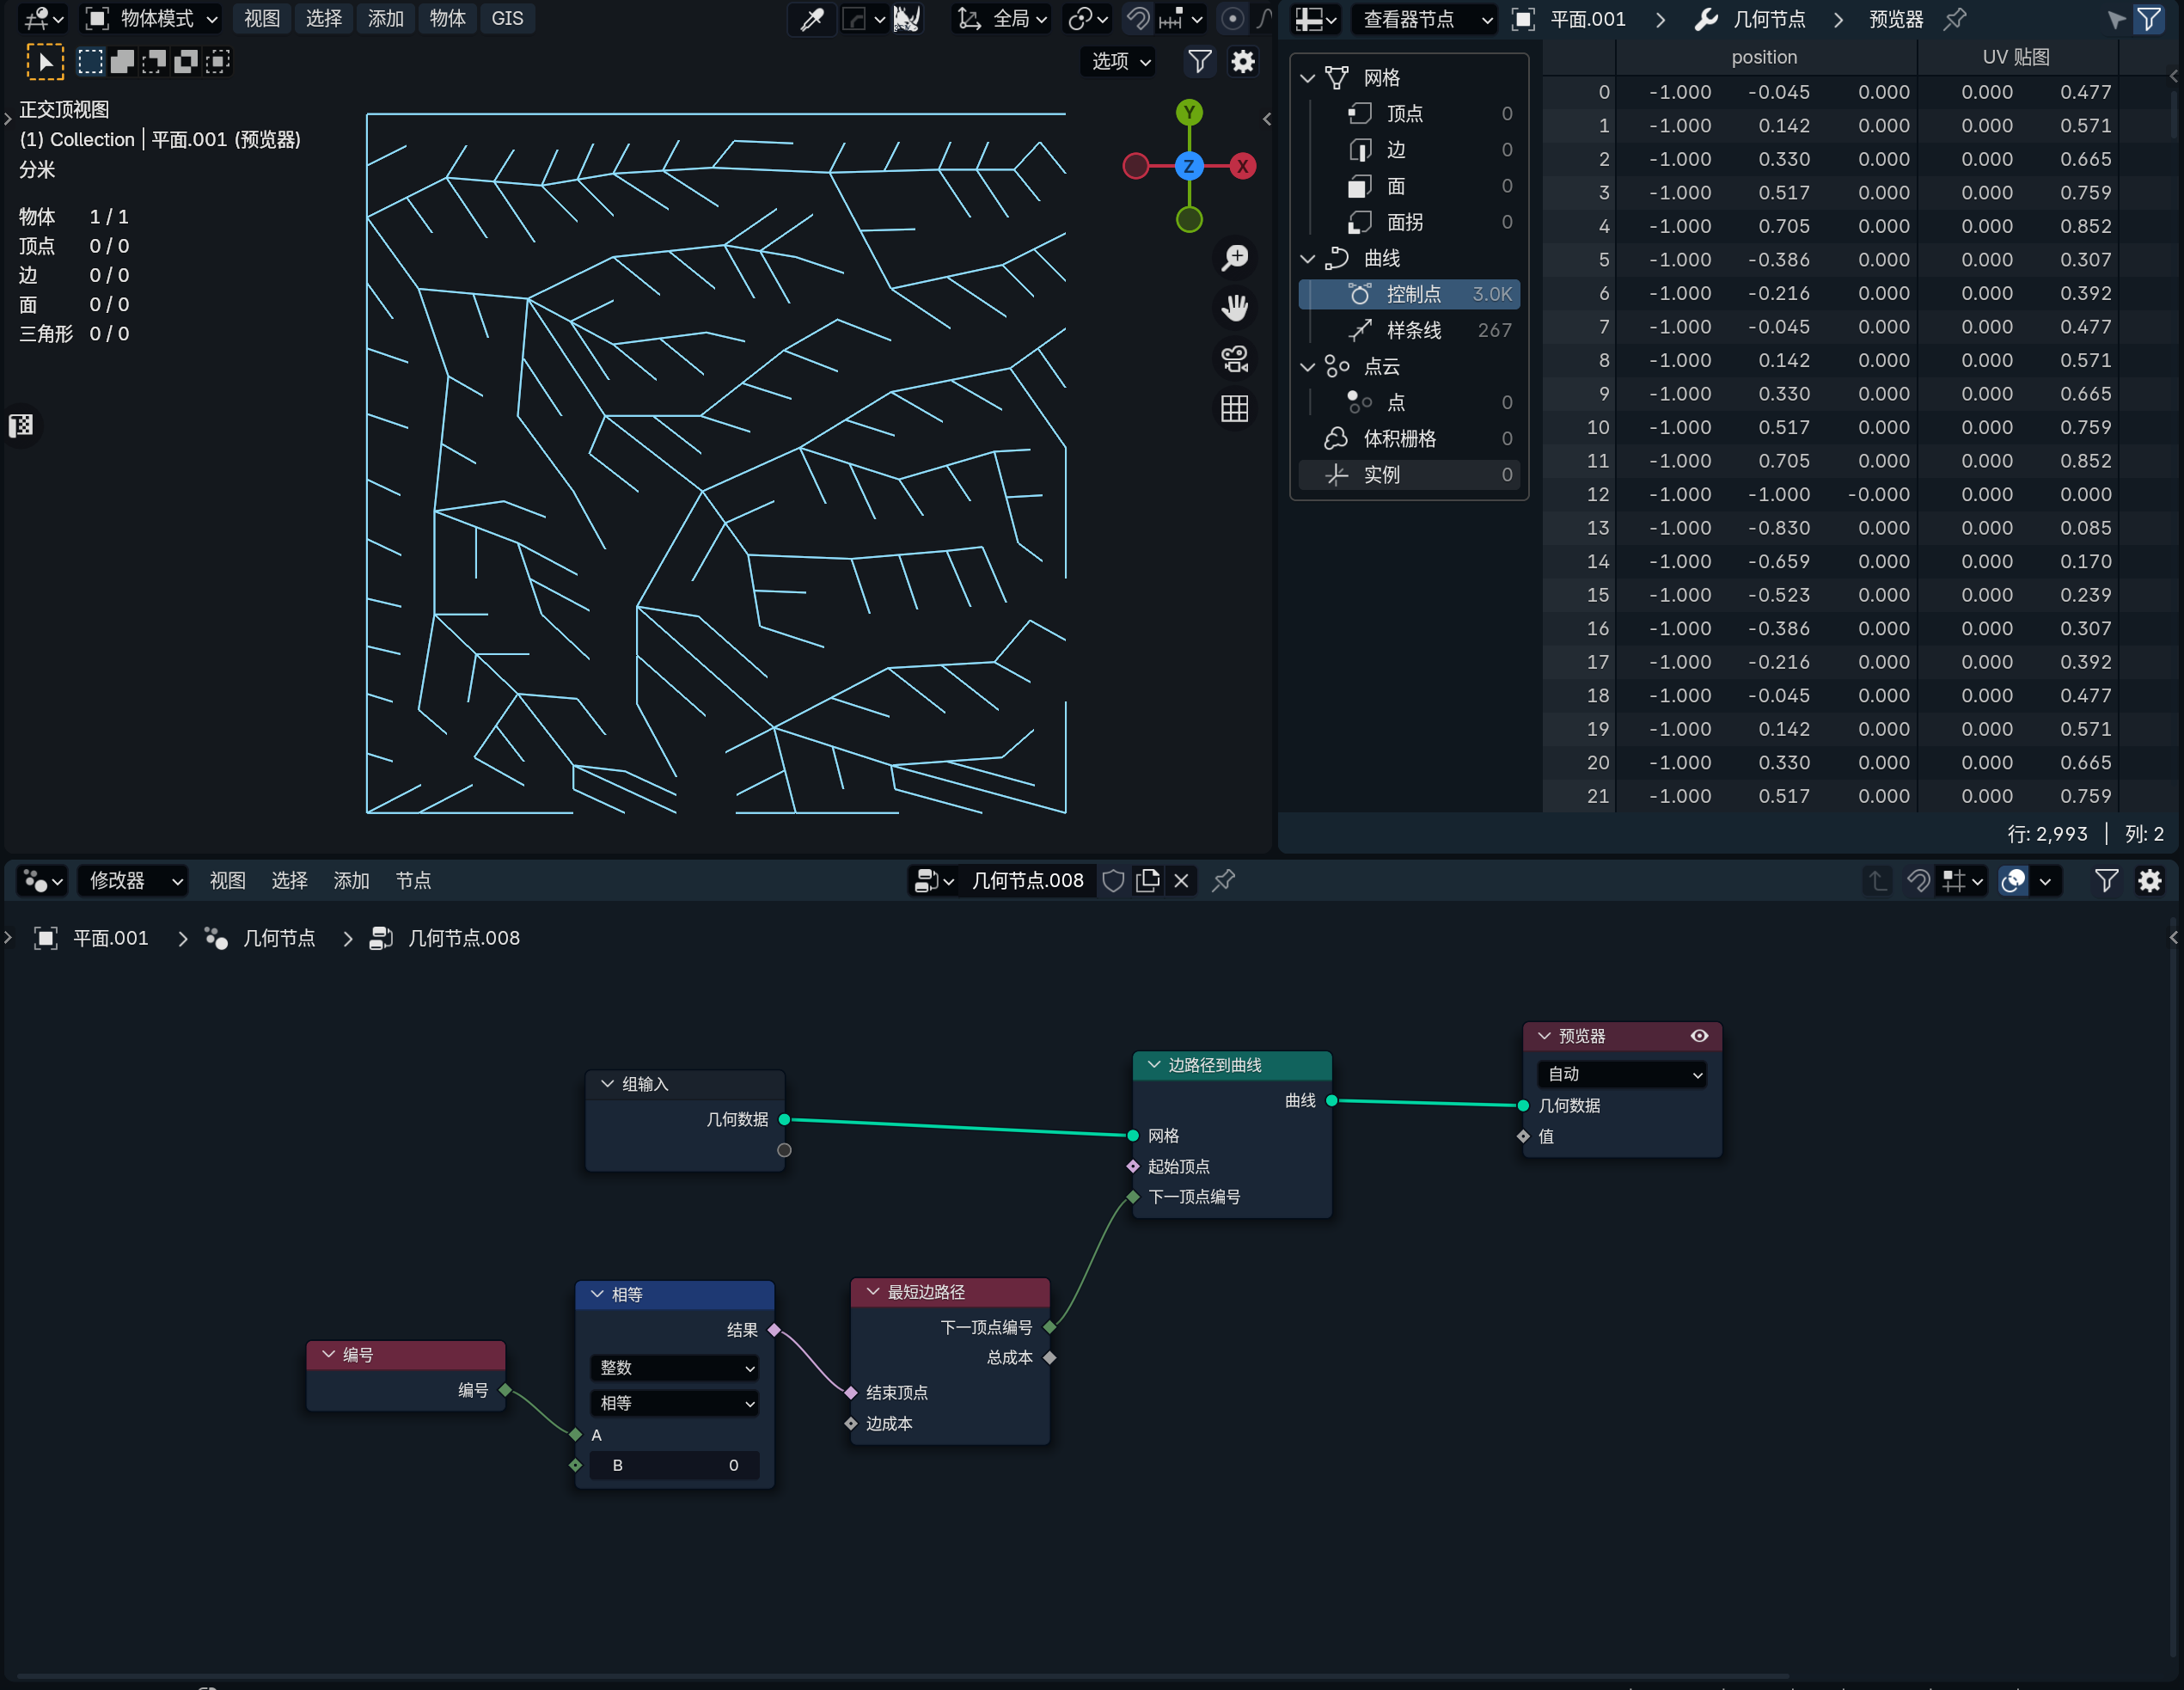 物体模式 视图 选择 添加 物体 GIS 全局
选项
正交顶视图
(1) Collection | 平面.001 (预览器)
分米
物体 1 / 1
顶点 0 / 0
边 0 / 0
面 0 / 0
三角形 0 / 0
Y
Z
X
查看器节点 平面.001 几何节点 预览器
网格
顶点 0
边 0
面 0
面拐 0
曲线
控制点 3.0K
样条线 267
点云
点 0
体积栅格 0
实例 0
position UV 贴图
0 -1.000 -0.045 0.000 0.000 0.477
1 -1.000 0.142 0.000 0.000 0.571
2 -1.000 0.330 0.000 0.000 0.665
3 -1.000 0.517 0.000 0.000 0.759
4 -1.000 0.705 0.000 0.000 0.852
5 -1.000 -0.386 0.000 0.000 0.307
6 -1.000 -0.216 0.000 0.000 0.392
7 -1.000 -0.045 0.000 0.000 0.477
8 -1.000 0.142 0.000 0.000 0.571
9 -1.000 0.330 0.000 0.000 0.665
10 -1.000 0.517 0.000 0.000 0.759
11 -1.000 0.705 0.000 0.000 0.852
12 -1.000 -1.000 -0.000 0.000 0.000
13 -1.000 -0.830 0.000 0.000 0.085
14 -1.000 -0.659 0.000 0.000 0.170
15 -1.000 -0.523 0.000 0.000 0.239
16 -1.000 -0.386 0.000 0.000 0.307
17 -1.000 -0.216 0.000 0.000 0.392
18 -1.000 -0.045 0.000 0.000 0.477
19 -1.000 0.142 0.000 0.000 0.571
20 -1.000 0.330 0.000 0.000 0.665
21 -1.000 0.517 0.000 0.000 0.759
行: 2,993 | 列: 2
修改器 视图 选择 添加 节点 几何节点.008
平面.001 几何节点 几何节点.008
组输入
几何数据
边路径到曲线
曲线
网格
起始顶点
下一顶点编号
预览器
自动
几何数据
值
编号
编号
相等
结果
整数
相等
A
B 0
最短边路径
下一顶点编号
总成本
结束顶点
边成本